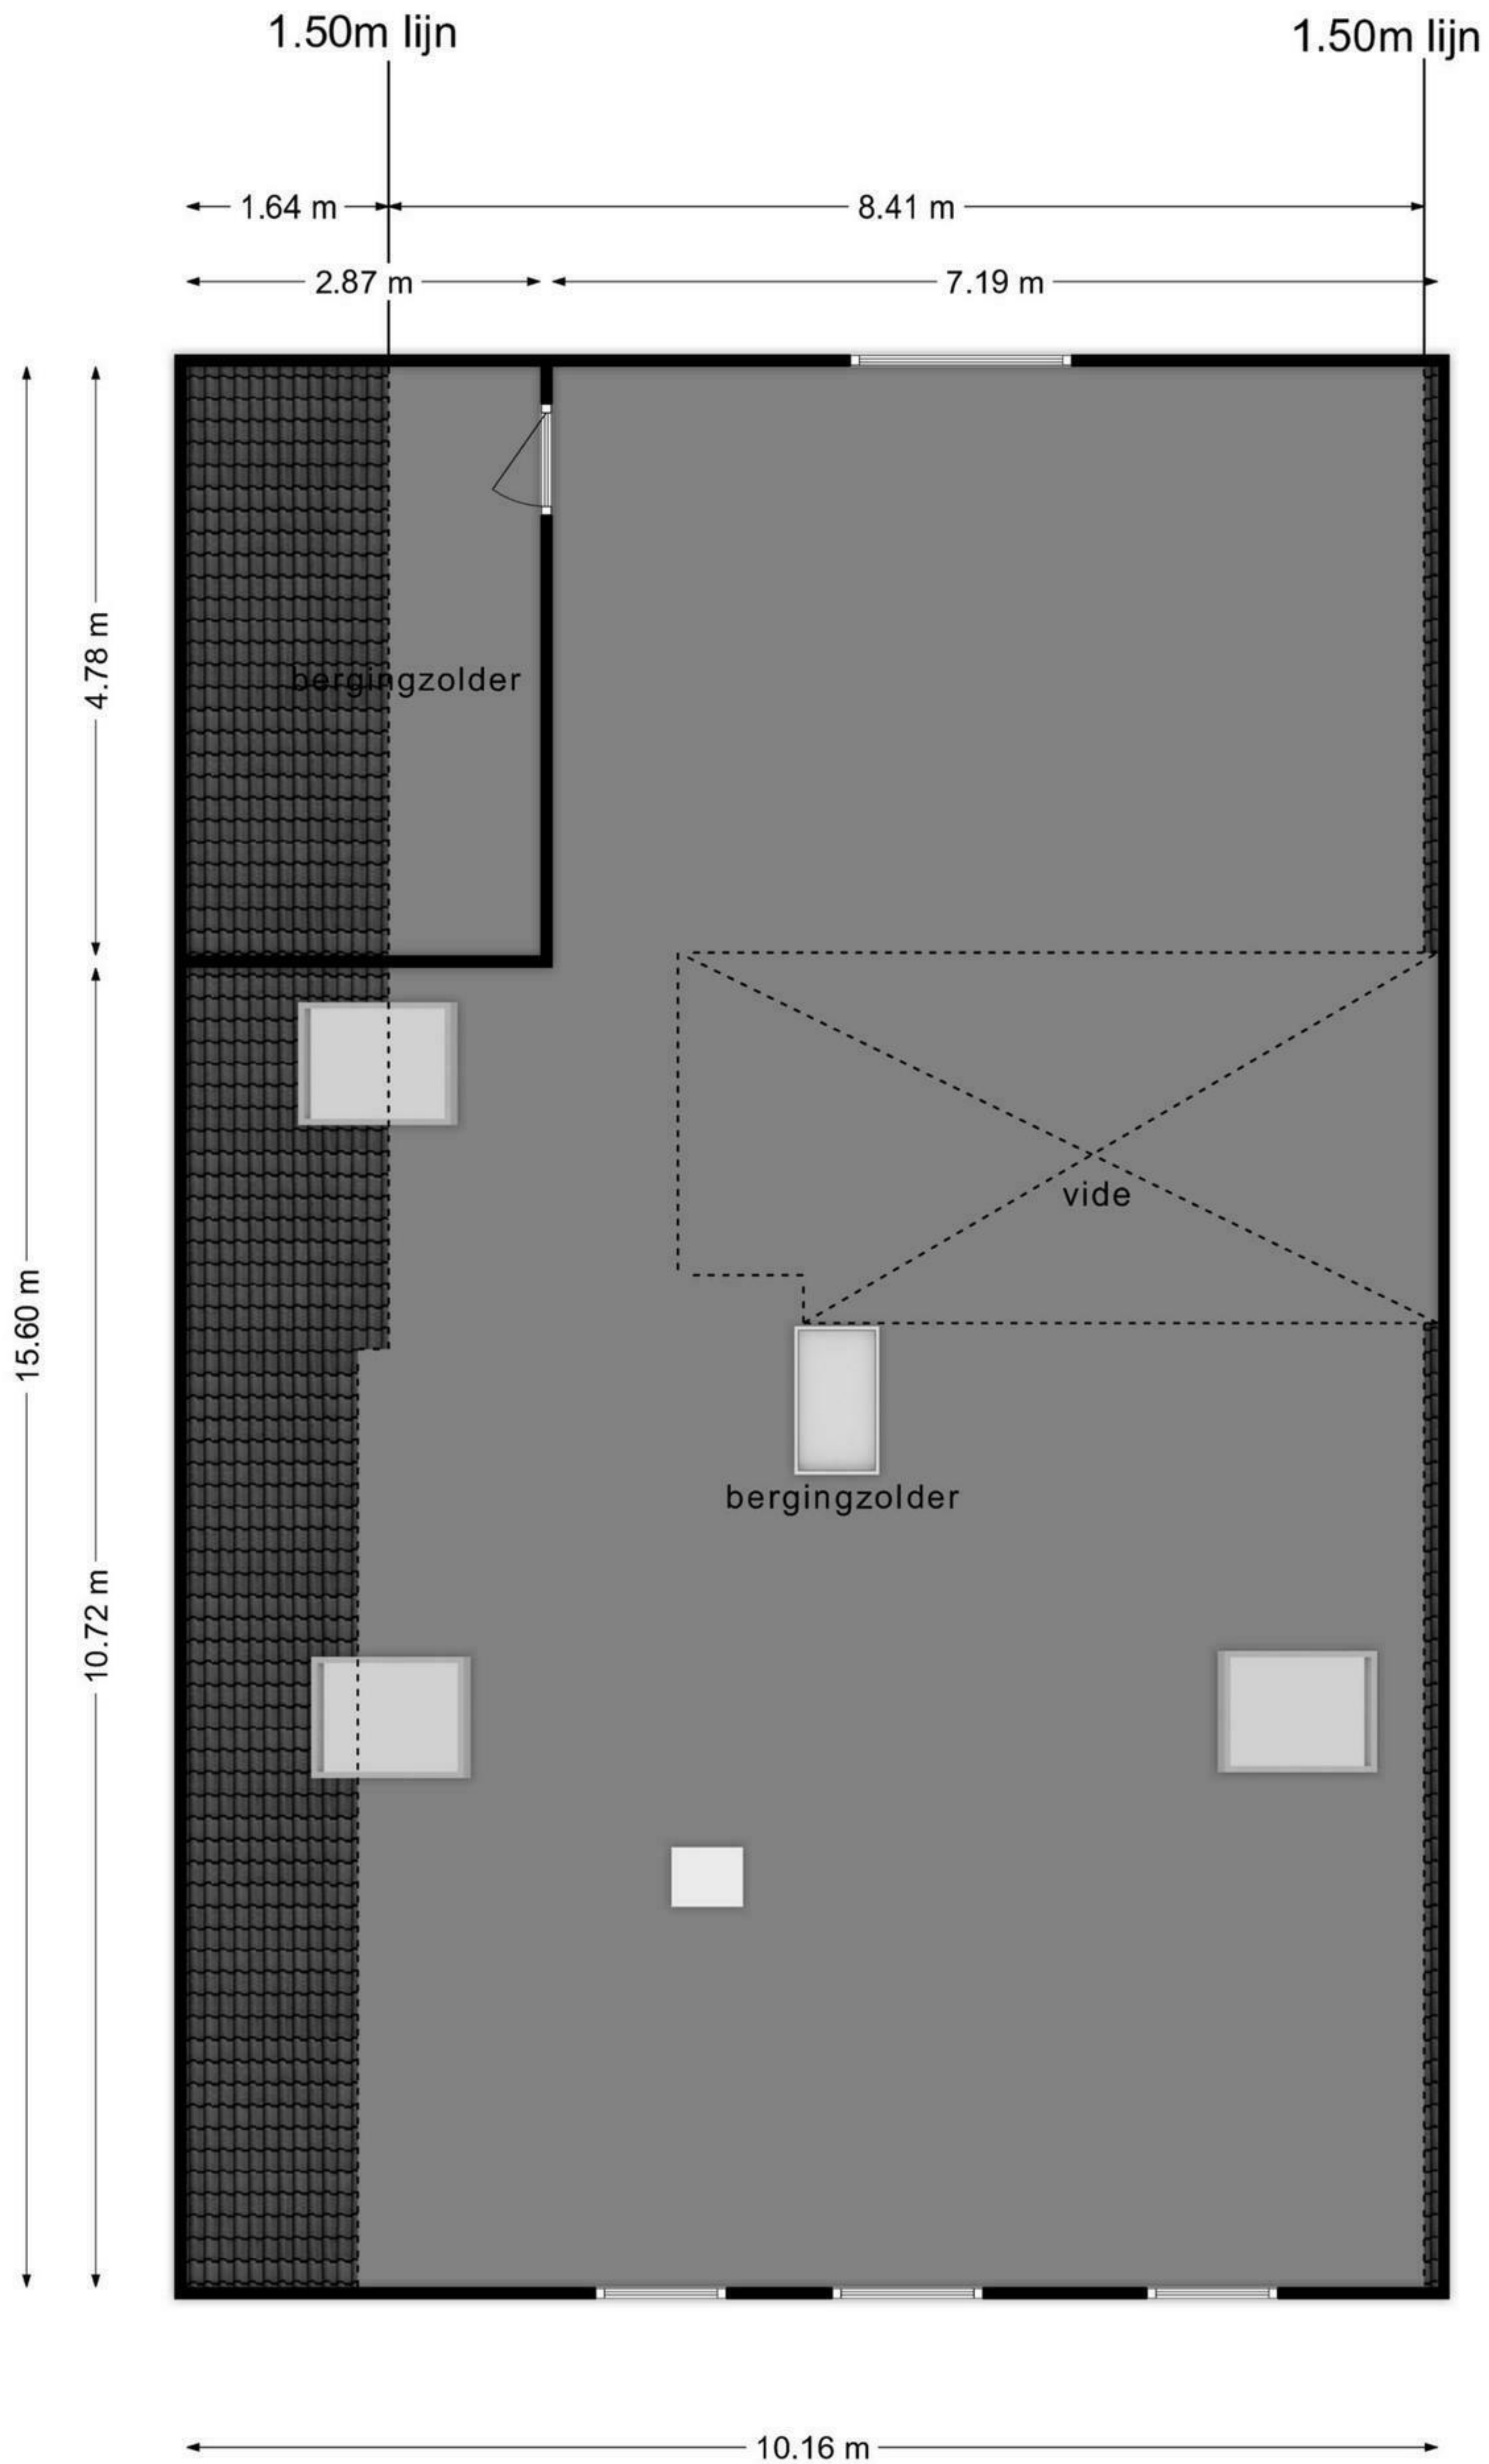 1.50m lijn
1.50m lijn
1.64 m
8.41 m
2.87 m
7.19 m
4.78 m
bergingzolder
vide
15.60 m
bergingzolder
10.72 m
10.16 m